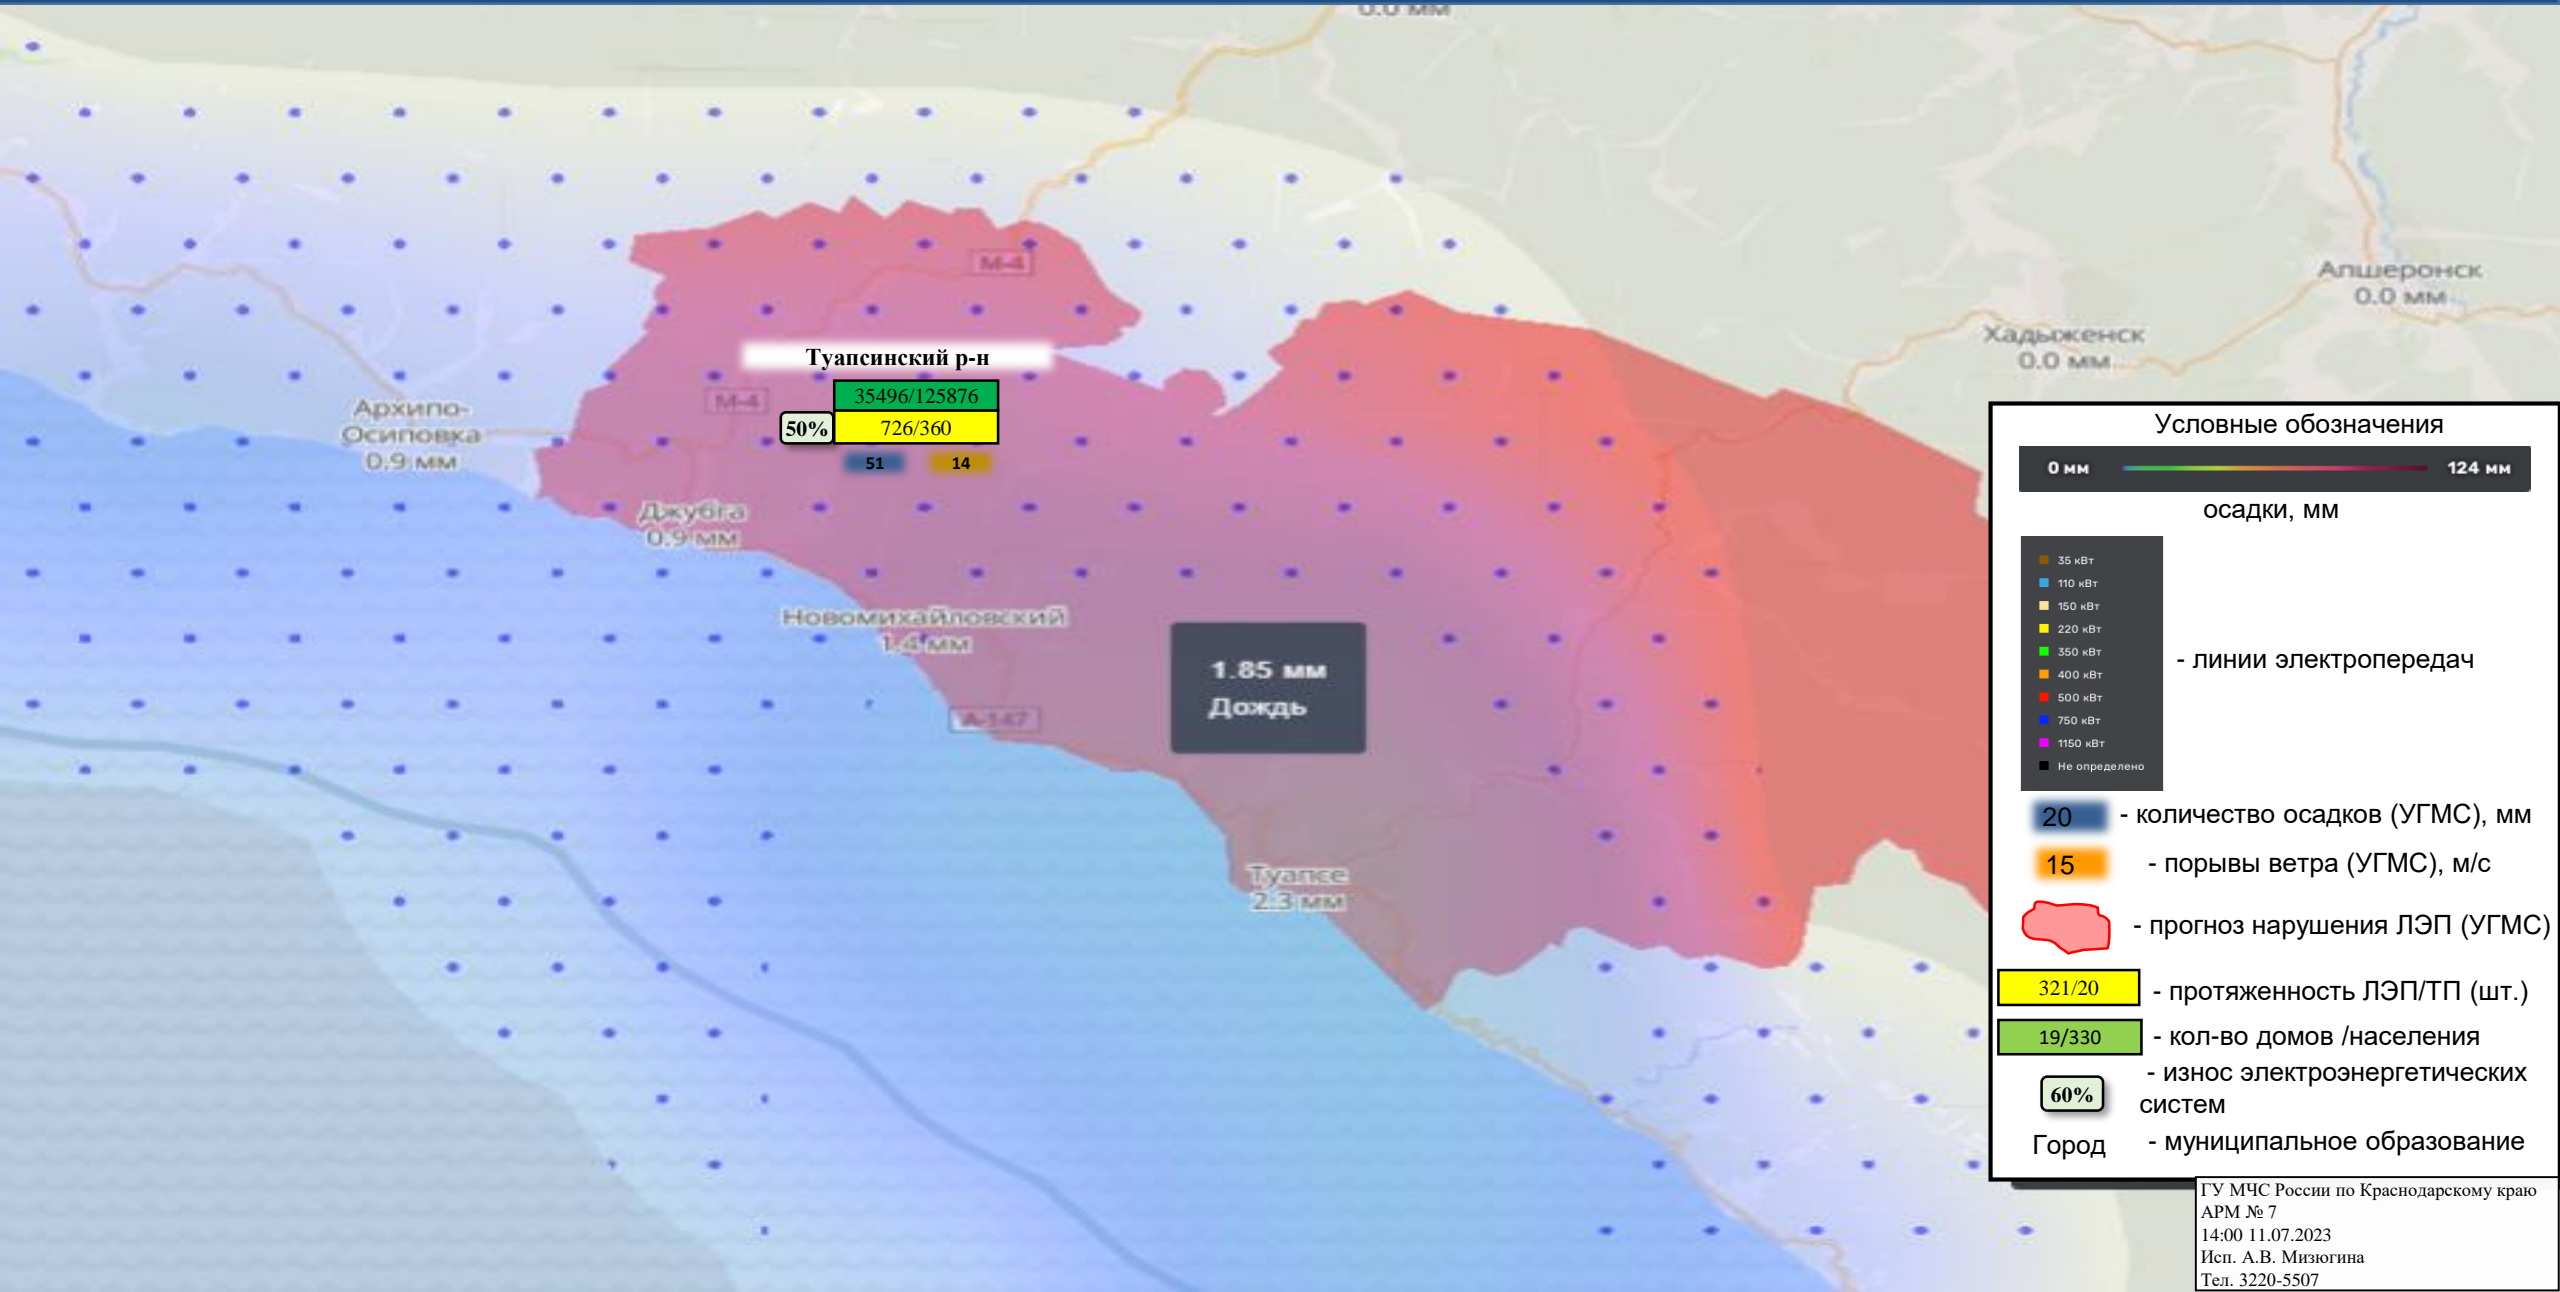 0.0 мм
М-4
Апшеронск
0.0 мм
Хадыженск
0.0 мм
Туапсинский р-н
35496/125876
М-4
50%
726/360
51
14
Архипо-
Осиповка
0.9 мм
Джубга
0.9 мм
Новомихайловский
1.4 мм
1.85 мм
Дождь
А-147
Туапсе
2.3 мм
Условные обозначения
0 мм
124 мм
осадки, мм
35 кВт
110 кВт
150 кВт
220 кВт
350 кВт
400 кВт
500 кВт
750 кВт
1150 кВт
Не определено
- линии электропередач
20 - количество осадков (УГМС), мм
15 - порывы ветра (УГМС), м/с
- прогноз нарушения ЛЭП (УГМС)
321/20 - протяженность ЛЭП/ТП (шт.)
19/330 - кол-во домов /населения
60% - износ электроэнергетических
систем
Город - муниципальное образование
ГУ МЧС России по Краснодарскому краю
АРМ № 7
14:00 11.07.2023
Исп. А.В. Мизюгина
Тел. 3220-5507